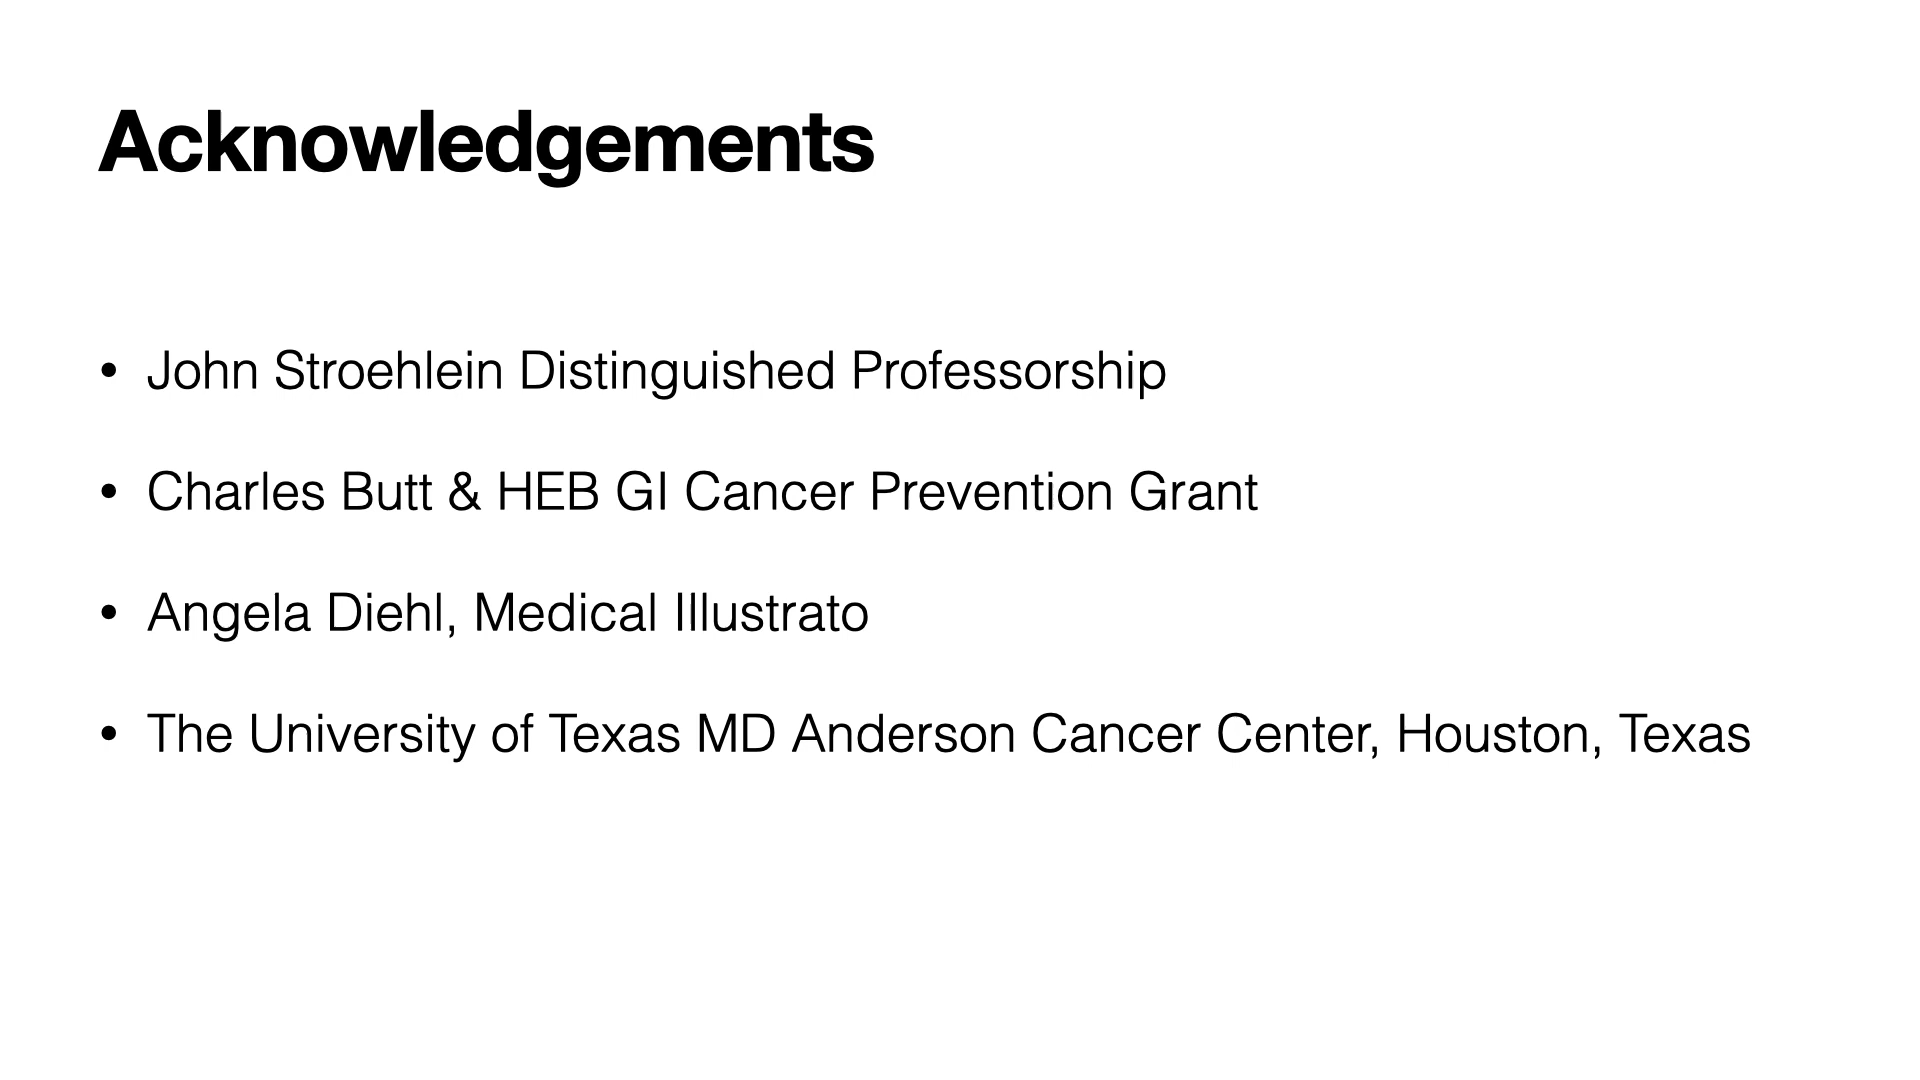 Acknowledgements
• John Stroehlein Distinguished Professorship
• Charles Butt & HEB GI Cancer Prevention Grant
• Angela Diehl, Medical Illustrato
• The University of Texas MD Anderson Cancer Center, Houston, Texas